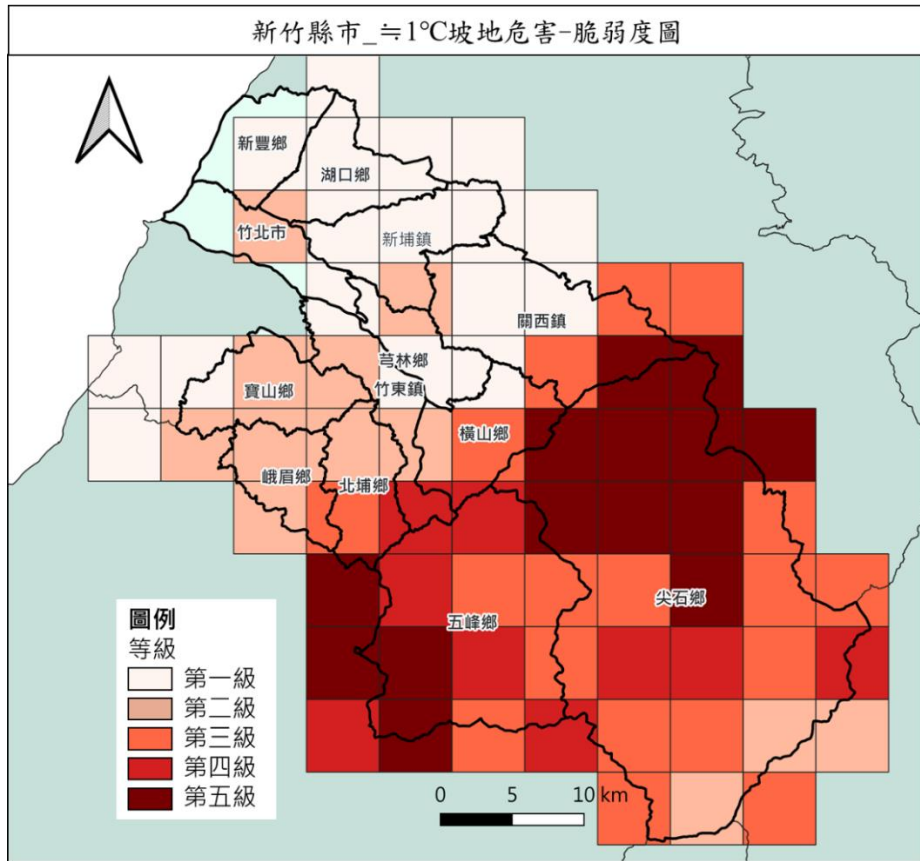 新竹縣市_≒1°C坡地危害-脆弱度圖
新豐鄉
湖口鄉
竹北市
新埔鎮
關西鎮
芎林鄉
竹東鎮
寶山鄉
橫山鄉
峨眉鄉
北埔鄉
尖石鄉
五峰鄉
圖例
等級
第一級
第二級
第三級
第四級
第五級
0 5 10 km